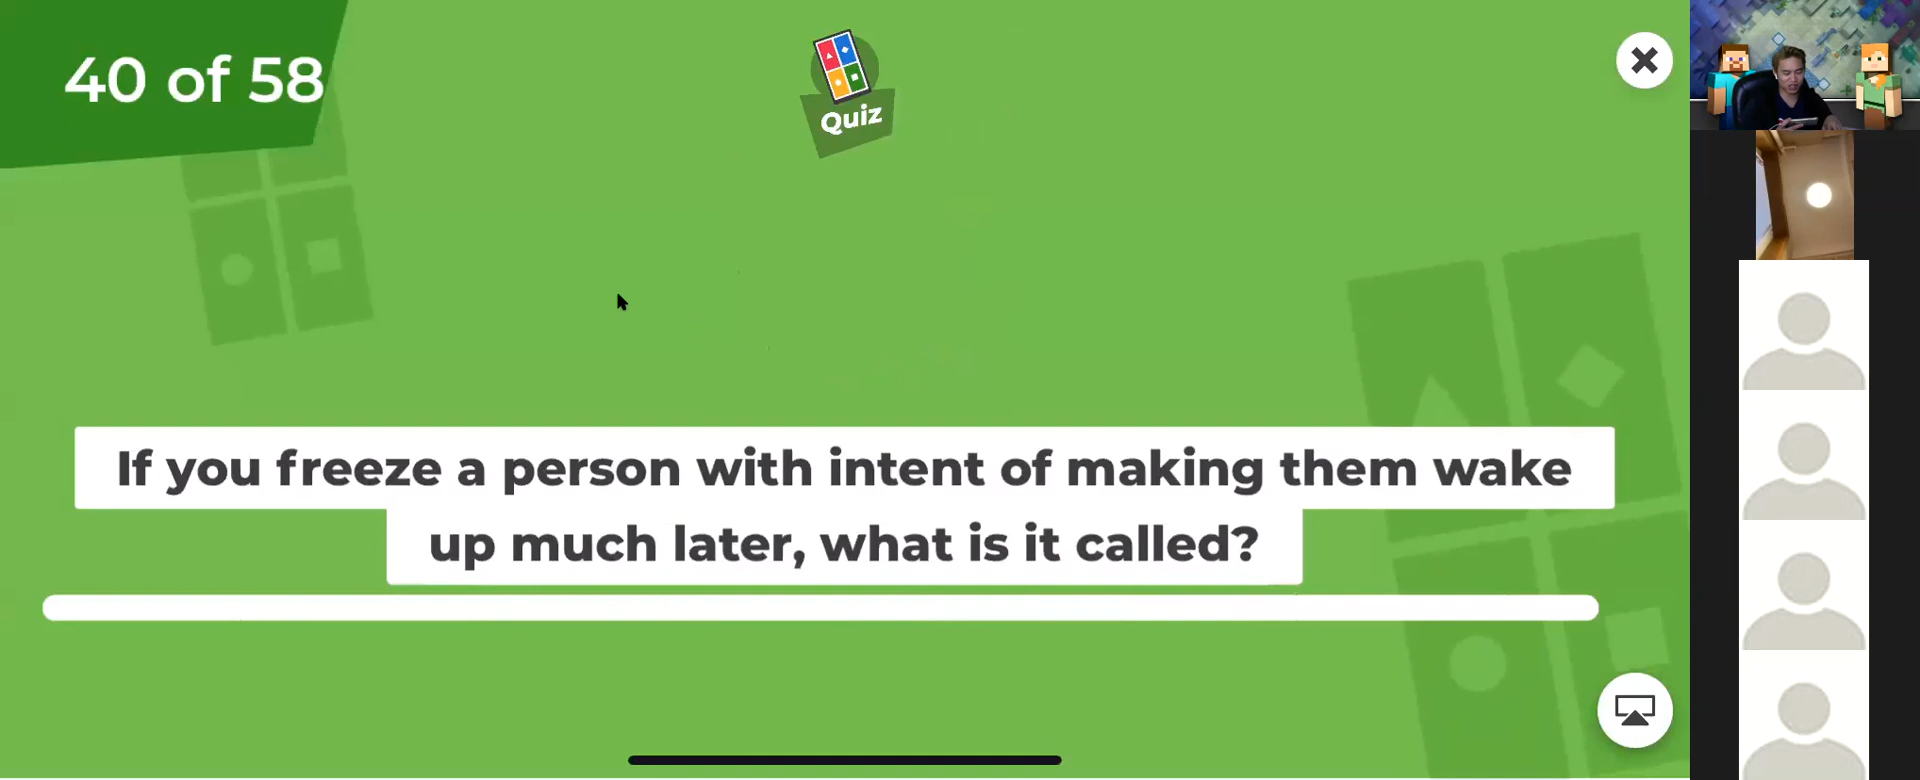 40 of 58
Quiz
If you freeze a person with intent of making them wake
up much later, what is it called?